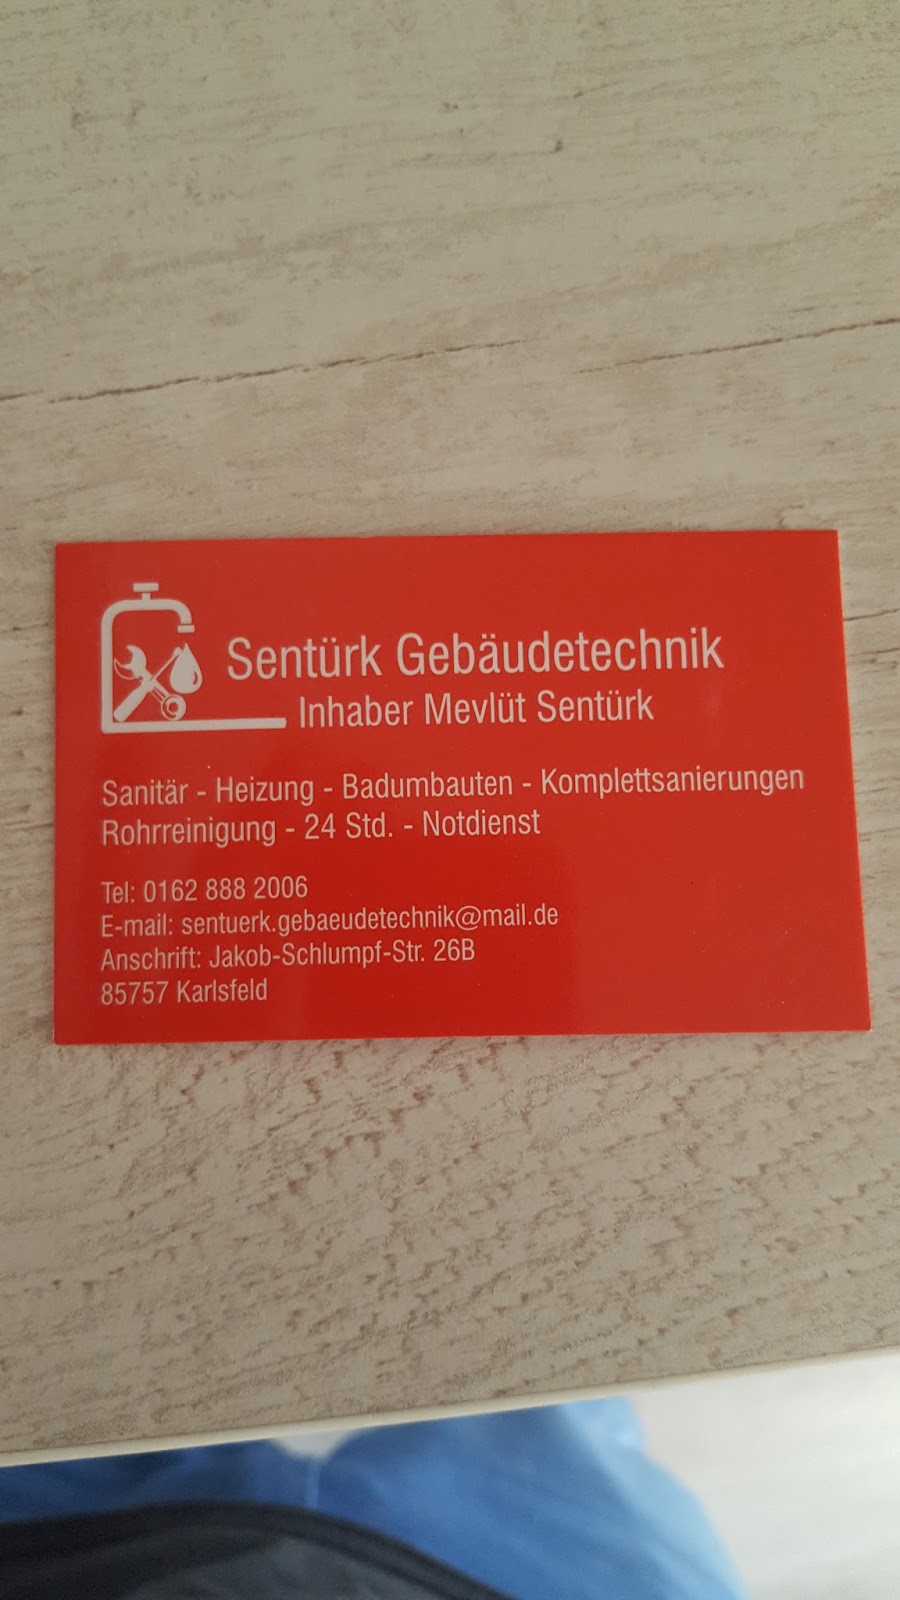 Sentürk Gebäudetechnik
Inhaber Mevlüt Sentürk
Sanitär - Heizung - Badumbauten - Komplettsanierungen
Rohrreinigung - 24 Std. - Notdienst
Tel: 0162 888 2006
E-mail: sentuerk.gebaeudetechnik@mail.de
Anschrift: Jakob-Schlumpf-Str. 26B
85757 Karlsfeld